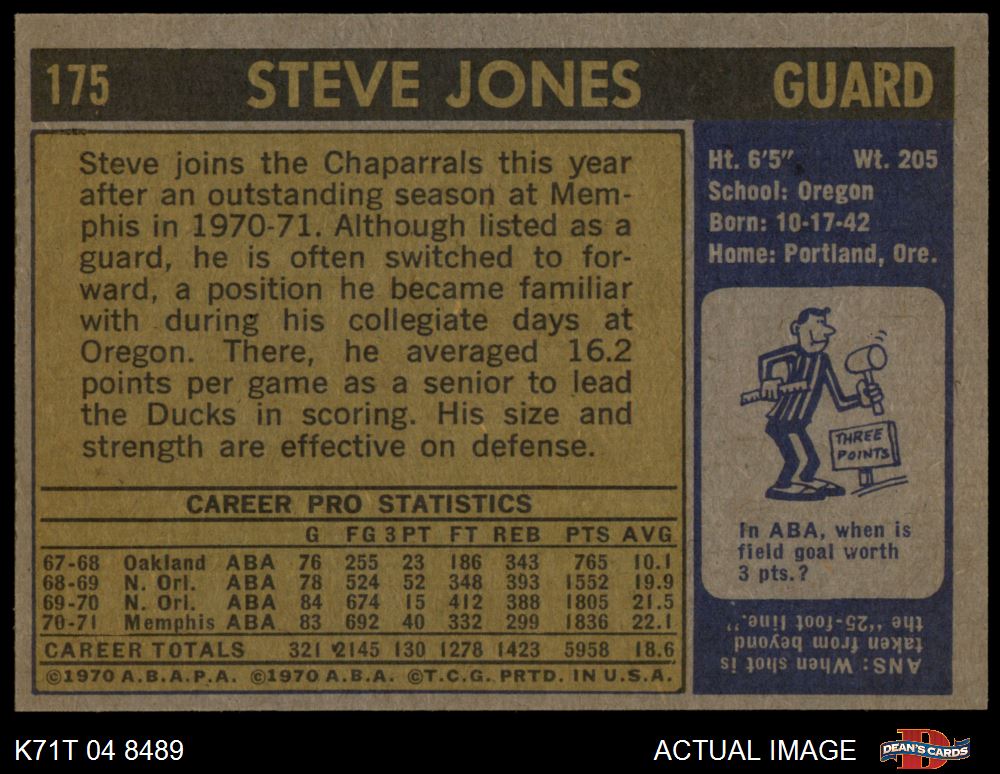 175 STEVE JONES GUARD
Steve joins the Chaparrals this year
after an outstanding season at Mem-
phis in 1970-71. Although listed as a
guard, he is often switched to for-
ward, a position he became familiar
with during his collegiate days at
Oregon. There, he averaged 16.2
points per game as a senior to lead
the Ducks in scoring. His size and
strength are effective on defense.
CAREER PRO STATISTICS
G FG 3PT FT REB PTS AVG
67-68 Oakland ABA 76 255 23 186 343 765 10.1
68-69 N. Orl. ABA 78 524 52 348 393 1552 19.9
69-70 N. Orl. ABA 84 674 15 412 388 1805 21.5
70-71 Memphis ABA 83 692 40 332 299 1836 22.1
CAREER TOTALS 321 2145 130 1278 1423 5958 18.6
©1970 A.B.A.P.A. ©1970 A.B.A. ©T.C.G. PRTD. IN U.S.A.
Ht. 6'5" Wt. 205
School: Oregon
Born: 10-17-42
Home: Portland, Ore.
THREE
POINTS
In ABA, when is
field goal worth
3 pts.?
ANS: When shot is
taken from beyond
the "25-foot line".
K71T 04 8489
ACTUAL IMAGE
DEAN'S CARDS